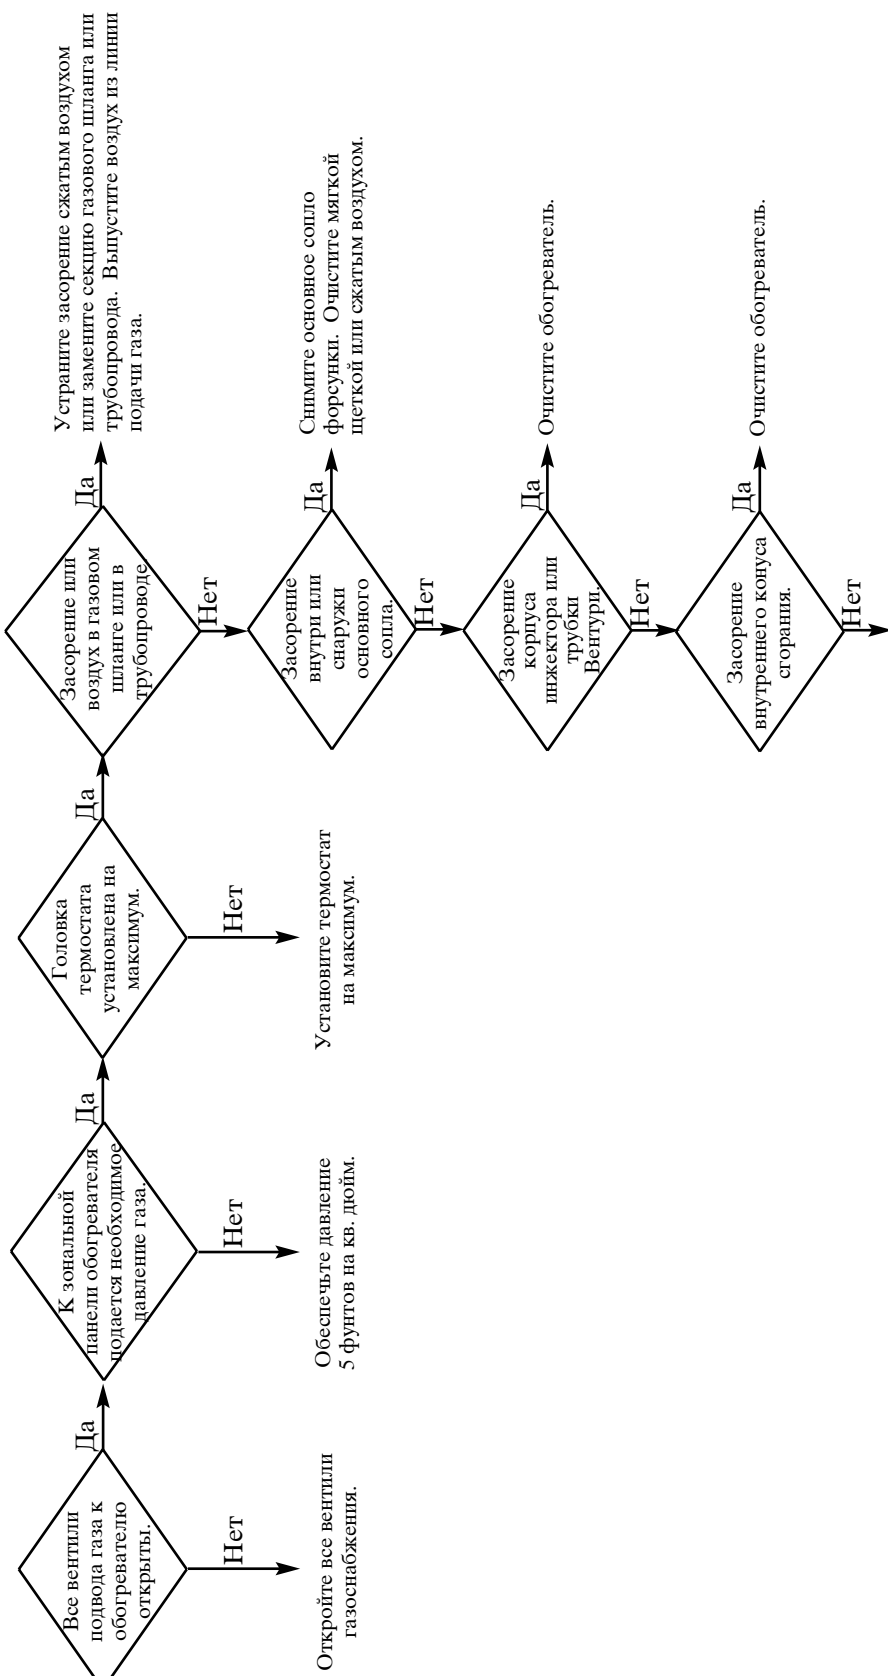 Все вентили
подвода газа к
обогревателю
открыты.
Да
Нет
Откройте все вентили
газоснабжения.
К зональной
панели обогревателя
подается необходимое
давление газа.
Да
Нет
Обеспечьте давление
5 фунтов на кв. дюйм.
Головка
термостата
установлена на
максимум.
Да
Нет
Установите термостат
на максимум.
Засорение или
воздух в газовом
шланге или в
трубопроводе
Да
Устраните засорение сжатым воздухом
или замените секцию газового шланга или
трубопровода. Выпустите воздух из линии
подачи газа.
Нет
Засорение
внутри или
снаружи
основного
сопла.
Да
Снимите основное сопло
форсунки. Очистите мягкой
щеткой или сжатым воздухом.
Нет
Засорение
корпуса
инжектора или
трубки
Вентури.
Да
Очистите обогреватель.
Нет
Засорение
внутреннего конуса
сгорания.
Да
Очистите обогреватель.
Нет